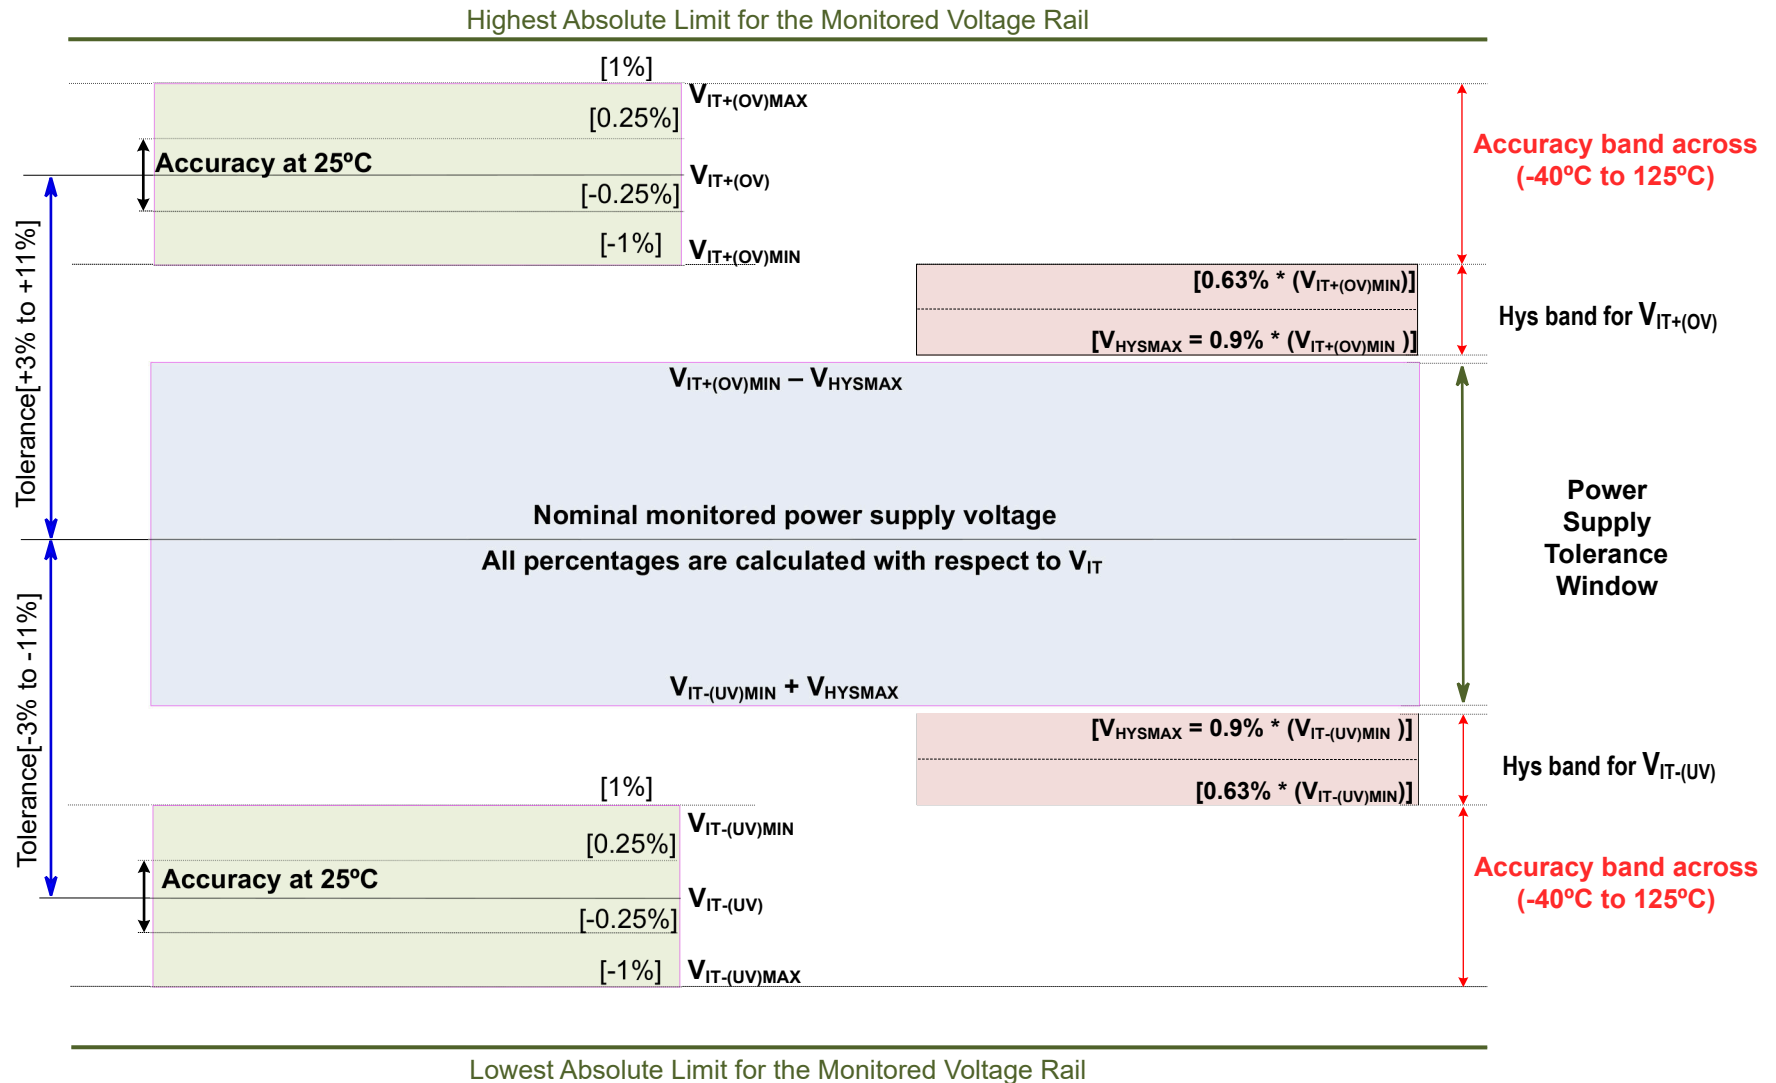 Highest Absolute Limit for the Monitored Voltage Rail
[1%]
VIT+(OV)MAX
[0.25%]
Accuracy at 25ºC
VIT+(OV)
[-0.25%]
[-1%]
VIT+(OV)MIN
Accuracy band across
(-40ºC to 125ºC)
Tolerance[+3% to +11%]
[0.63% * (VIT+(OV)MIN)]
[VHYSMAX = 0.9% * (VIT+(OV)MIN )]
Hys band for VIT+(OV)
VIT+(OV)MIN – VHYSMAX
Nominal monitored power supply voltage
All percentages are calculated with respect to VIT
Power
Supply
Tolerance
Window
VIT-(UV)MIN + VHYSMAX
Tolerance[-3% to -11%]
[VHYSMAX = 0.9% * (VIT-(UV)MIN )]
[0.63% * (VIT-(UV)MIN)]
Hys band for VIT-(UV)
[1%]
VIT-(UV)MIN
[0.25%]
Accuracy at 25ºC
VIT-(UV)
[-0.25%]
[-1%]
VIT-(UV)MAX
Accuracy band across
(-40ºC to 125ºC)
Lowest Absolute Limit for the Monitored Voltage Rail